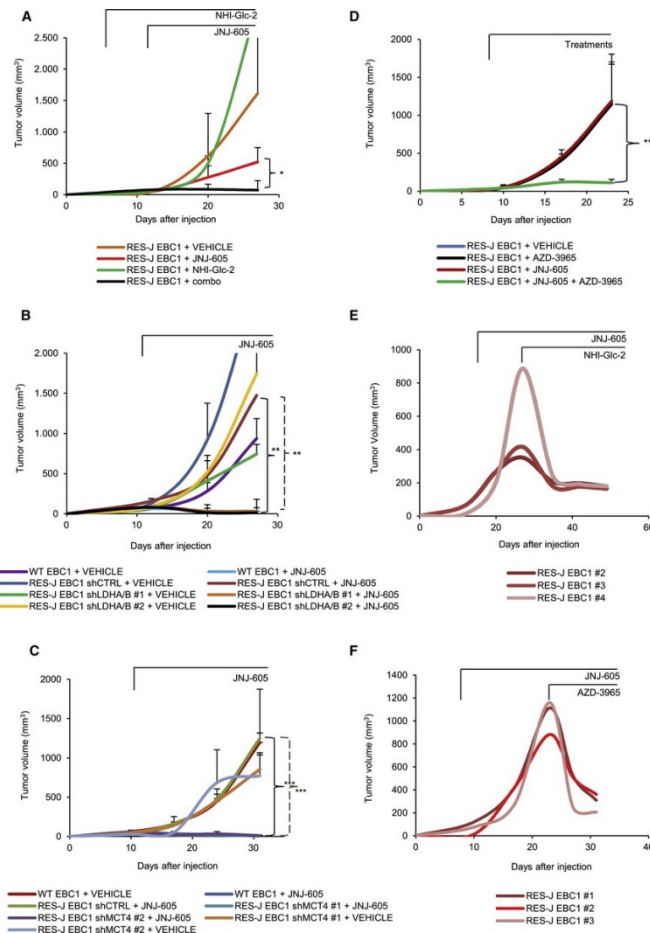 A
NHI-Glc-2
JNJ-605
2.500
2.000
1.500
1.000
500
0
Tumor volume (mm³)
*
0 10 20 30
Days after injection
RES-J EBC1 + VEHICLE
RES-J EBC1 + JNJ-605
RES-J EBC1 + NHI-Glc-2
RES-J EBC1 + combo
B
JNJ-605
2.000
1.500
1.000
500
0
Tumor volume (mm³)
** **
0 10 20 30
Days after injection
WT EBC1 + VEHICLE WT EBC1 + JNJ-605
RES-J EBC1 shCTRL + VEHICLE RES-J EBC1 shCTRL + JNJ-605
RES-J EBC1 shLDHA/B #1 + VEHICLE RES-J EBC1 shLDHA/B #1 + JNJ-605
RES-J EBC1 shLDHA/B #2 + VEHICLE RES-J EBC1 shLDHA/B #2 + JNJ-605
C
JNJ-605
2000
1500
1000
500
0
Tumor volume (mm³)
***
***
0 10 20 30
Days after injection
WT EBC1 + VEHICLE WT EBC1 + JNJ-605
RES-J EBC1 shCTRL + JNJ-605 RES-J EBC1 shMCT4 #1 + JNJ-605
RES-J EBC1 shMCT4 #2 + JNJ-605 RES-J EBC1 shMCT4 #1 + VEHICLE
RES-J EBC1 shMCT4 #2 + VEHICLE
D
Treatments
2000
1500
1000
500
0
Tumor volume (mm³)
**
0 5 10 15 20 25
Days after injection
RES-J EBC1 + VEHICLE
RES-J EBC1 + AZD-3965
RES-J EBC1 + JNJ-605
RES-J EBC1 + JNJ-605 + AZD-3965
E
JNJ-605
NHI-Glc-2
1000
800
600
400
200
0
Tumor Volume (mm³)
0 20 40 60
Days after injection
RES-J EBC1 #2
RES-J EBC1 #3
RES-J EBC1 #4
F
JNJ-605
AZD-3965
1400
1200
1000
800
600
400
200
0
Tumor volume (mm³)
0 10 20 30 40
Days after injection
RES-J EBC1 #1
RES-J EBC1 #2
RES-J EBC1 #3